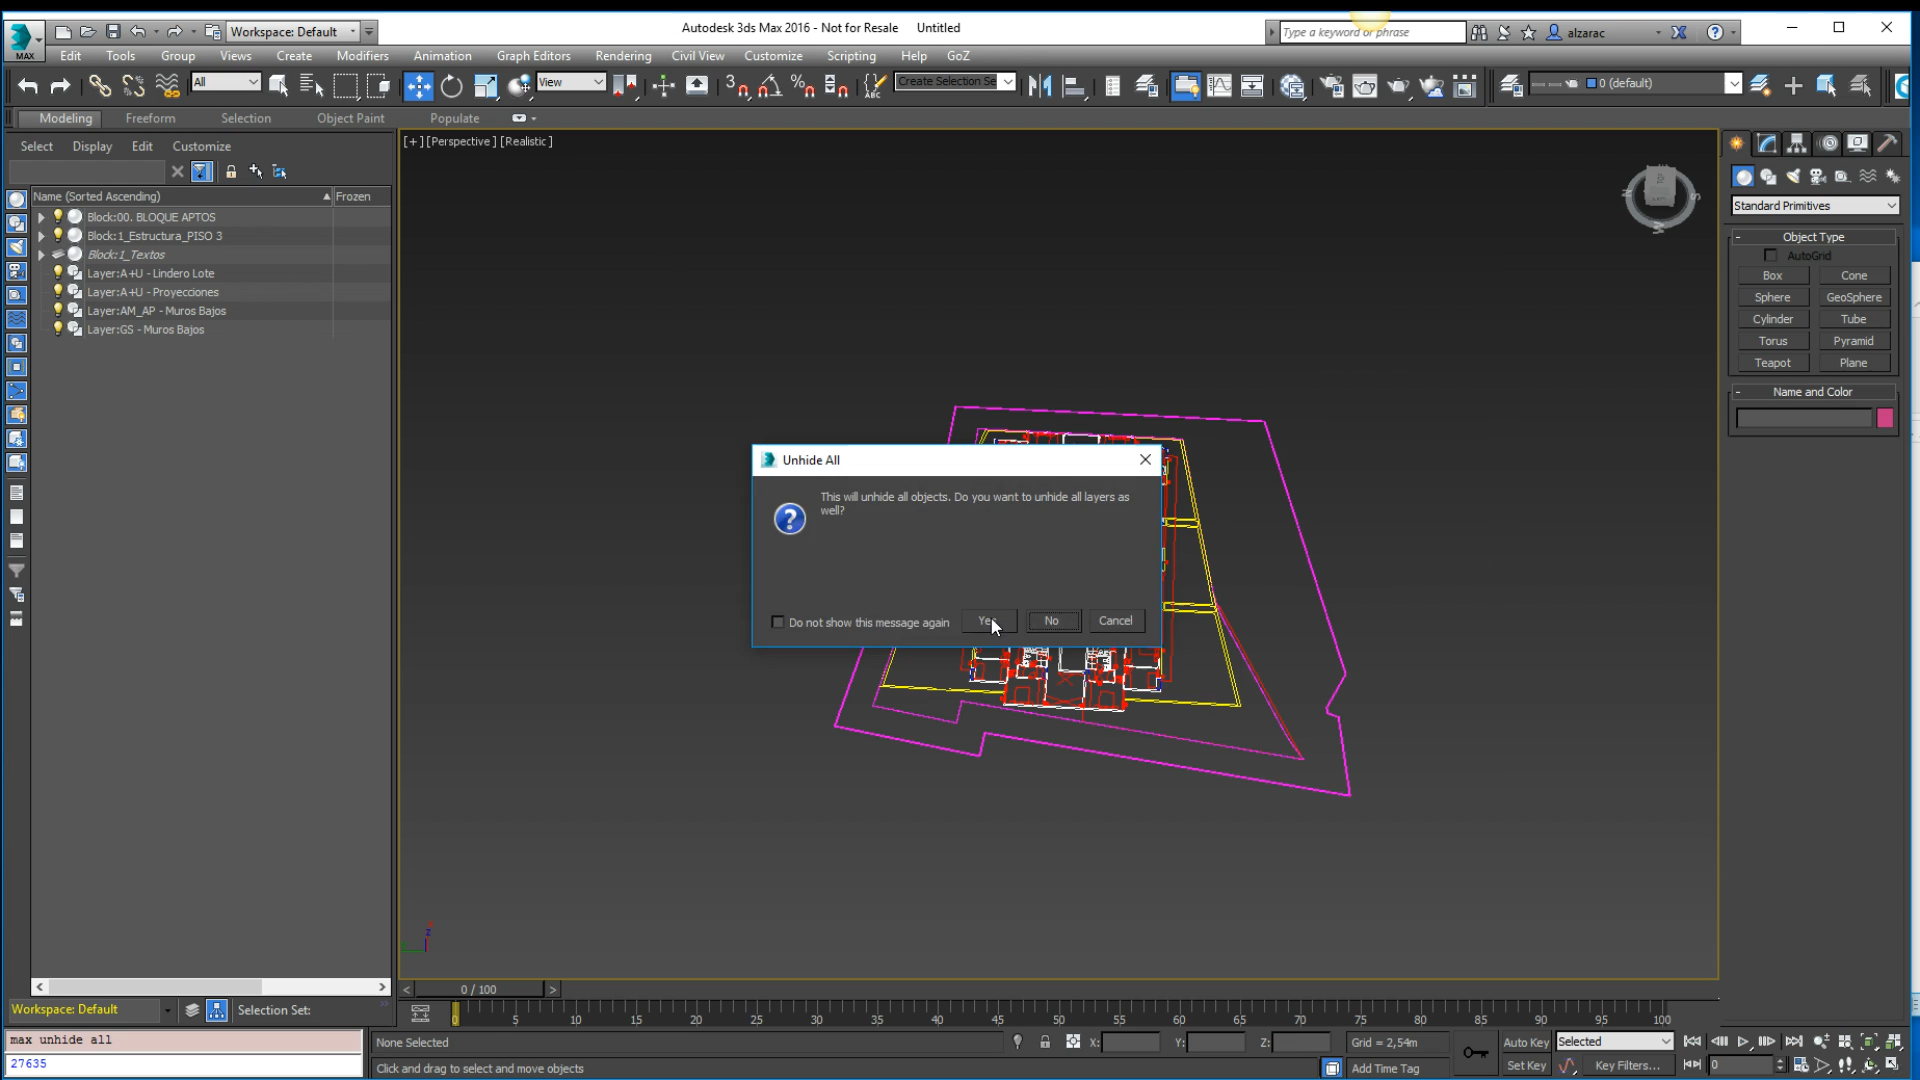 Autodesk 3ds Max 2016 - Not for Resale Untitled
Workspace: Default
Type a keyword or phrase
alzarac
MAX
Edit Tools Group Views Create Modifiers Animation Graph Editors Rendering Civil View Customize Scripting Help GoZ
All
View
Create Selection Se
0 (default)
Modeling Freeform Selection Object Paint Populate
Select Display Edit Customize
[+] [Perspective] [Realistic]
Name (Sorted Ascending) Frozen
Block:00. BLOQUE APTOS
Block:1_Estructura_PISO 3
Block:1_Textos
Layer:A+U - Lindero Lote
Layer:A+U - Proyecciones
Layer:AM_AP - Muros Bajos
Layer:GS - Muros Bajos
Standard Primitives
Object Type
AutoGrid
Box Cone
Sphere GeoSphere
Cylinder Tube
Torus Pyramid
Teapot Plane
Name and Color
Unhide All
This will unhide all objects. Do you want to unhide all layers as
well?
Do not show this message again
Yes No Cancel
z
0 / 100
Workspace: Default
Selection Set:
0 5 10 15 20 25 30 35 40 45 50 55 60 65 70 75 80 85 90 95 100
max unhide all
27635
None Selected
X: Y: Z:
Grid = 2,54m
Auto Key Selected
Click and drag to select and move objects
Add Time Tag
Set Key Key Filters...
0